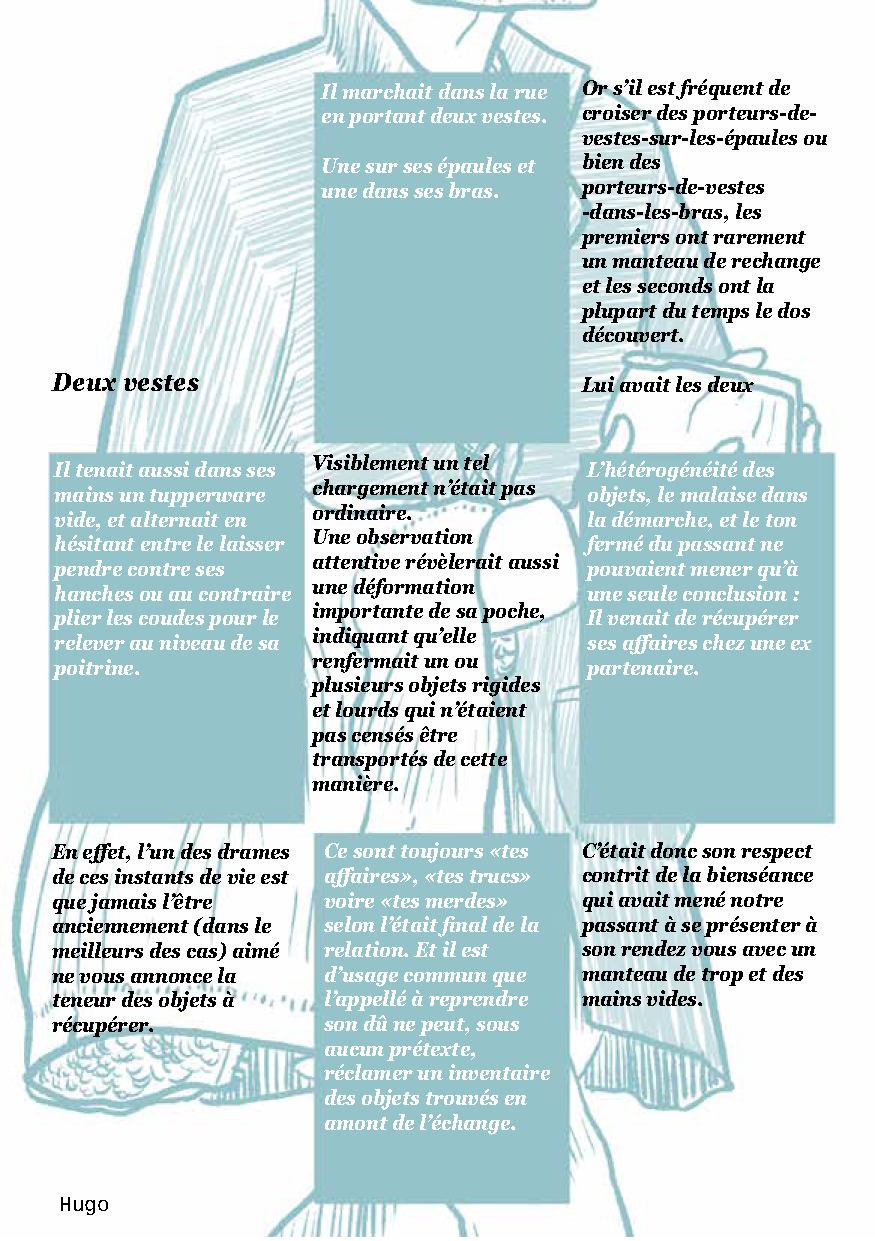 Deux vestes
Il marchait dans la rue
en portant deux vestes.
Une sur ses épaules et
une dans ses bras.
Or s’il est fréquent de
croiser des porteurs-de-
vestes-sur-les-épaules ou
bien des
porteurs-de-vestes
-dans-les-bras, les
premiers ont rarement
un manteau de rechange
et les seconds ont la
plupart du temps le dos
découvert.
Lui avait les deux
Il tenait aussi dans ses
mains un tupperware
vide, et alternait en
hésitant entre le laisser
pendre contre ses
hanches ou au contraire
plier les coudes pour le
relever au niveau de sa
poitrine.
Visiblement un tel
chargement n’était pas
ordinaire.
Une observation
attentive révèlerait aussi
une déformation
importante de sa poche,
indiquant qu’elle
renfermait un ou
plusieurs objets rigides
et lourds qui n’étaient
pas censés être
transportés de cette
manière.
L’hétérogénéité des
objets, le malaise dans
la démarche, et le ton
fermé du passant ne
pouvaient mener qu’à
une seule conclusion :
Il venait de récupérer
ses affaires chez une ex
partenaire.
En effet, l’un des drames
de ces instants de vie est
que jamais l’être
anciennement (dans le
meilleurs des cas) aimé
ne vous annonce la
teneur des objets à
récupérer.
Ce sont toujours «tes
affaires», «tes trucs»
voire «tes merdes»
selon l’était final de la
relation. Et il est
d’usage commun que
l’appellé à reprendre
son dû ne peut, sous
aucun prétexte,
réclamer un inventaire
des objets trouvés en
amont de l’échange.
C’était donc son respect
contrit de la bienséance
qui avait mené notre
passant à se présenter à
son rendez vous avec un
manteau de trop et des
mains vides.
Hugo